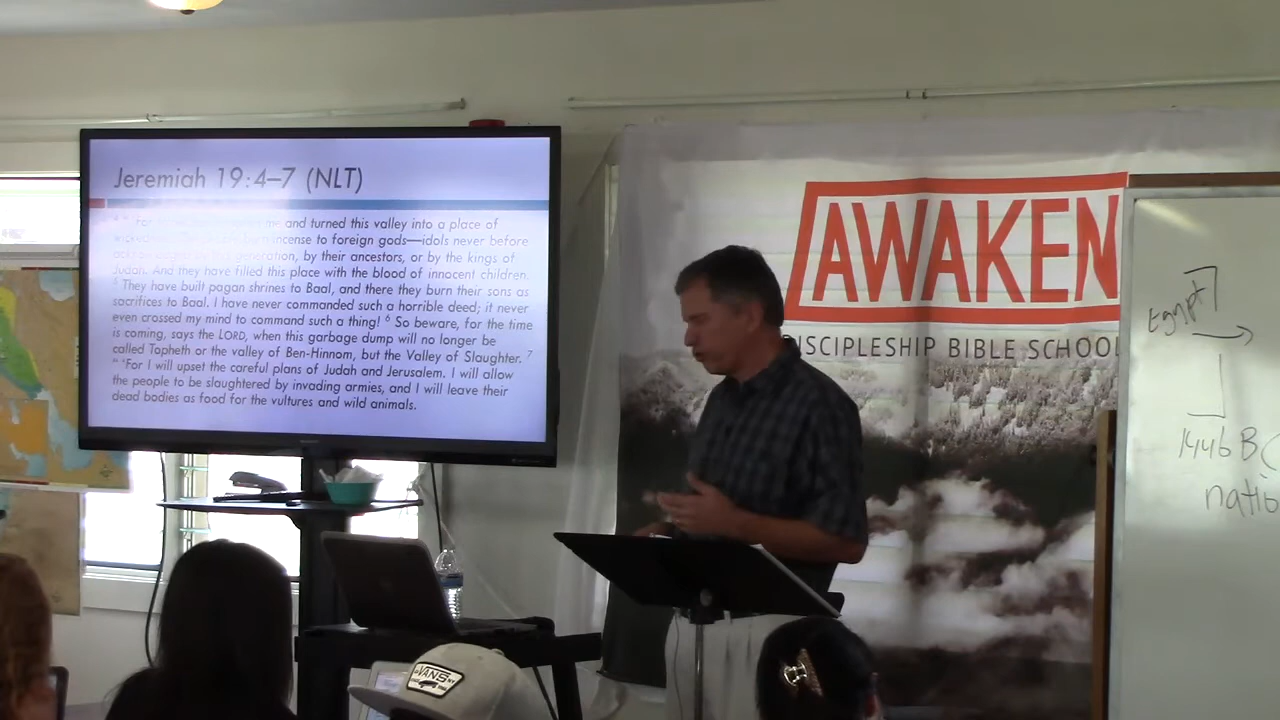 Jeremiah 19:4–7 (NLT)
and turned this valley into a place of
incense to foreign gods—idols never before
generation, by their ancestors, or by the kings of
Judah. And they have filled this place with the blood of innocent children.
5 They have built pagan shrines to Baal, and there they burn their sons as
sacrifices to Baal. I have never commanded such a horrible deed; it never
even crossed my mind to command such a thing! 6 So beware, for the time
is coming, says the LORD, when this garbage dump will no longer be
called Topheth or the valley of Ben-Hinnom, but the Valley of Slaughter. 7
“‘For I will upset the careful plans of Judah and Jerusalem. I will allow
the people to be slaughtered by invading armies, and I will leave their
dead bodies as food for the vultures and wild animals.
AWAKEN
DISCIPLESHIP BIBLE SCHOOL
Egypt
1446 B
natio
VANS